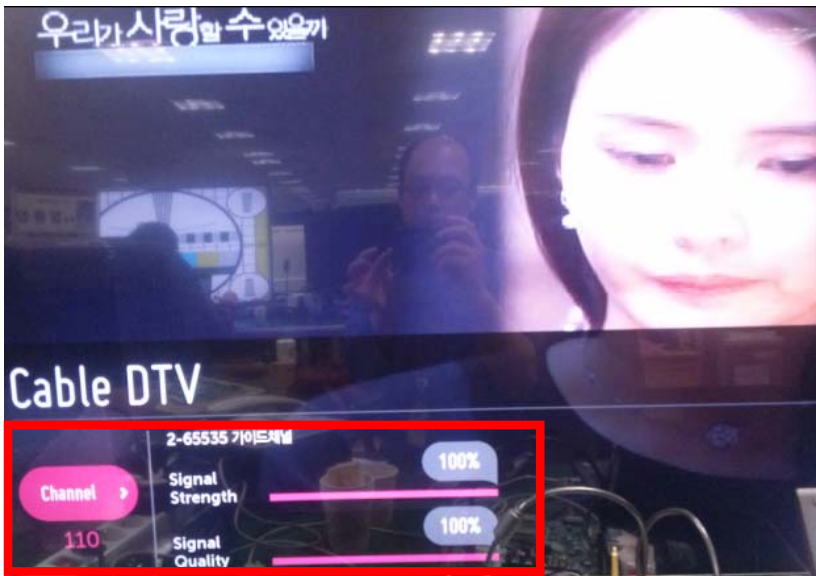 우리가 사랑할 수 있을까
Cable DTV
2-65535 가이드채널
Channel >
110
Signal
Strength
100%
Signal
Quality
100%